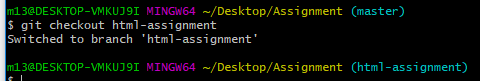 m13@DESKTOP-VMKUJ9I MINGW64 ~/Desktop/Assignment (master)
$ git checkout html-assignment
Switched to branch 'html-assignment'
m13@DESKTOP-VMKUJ9I MINGW64 ~/Desktop/Assignment (html-assignment)
$